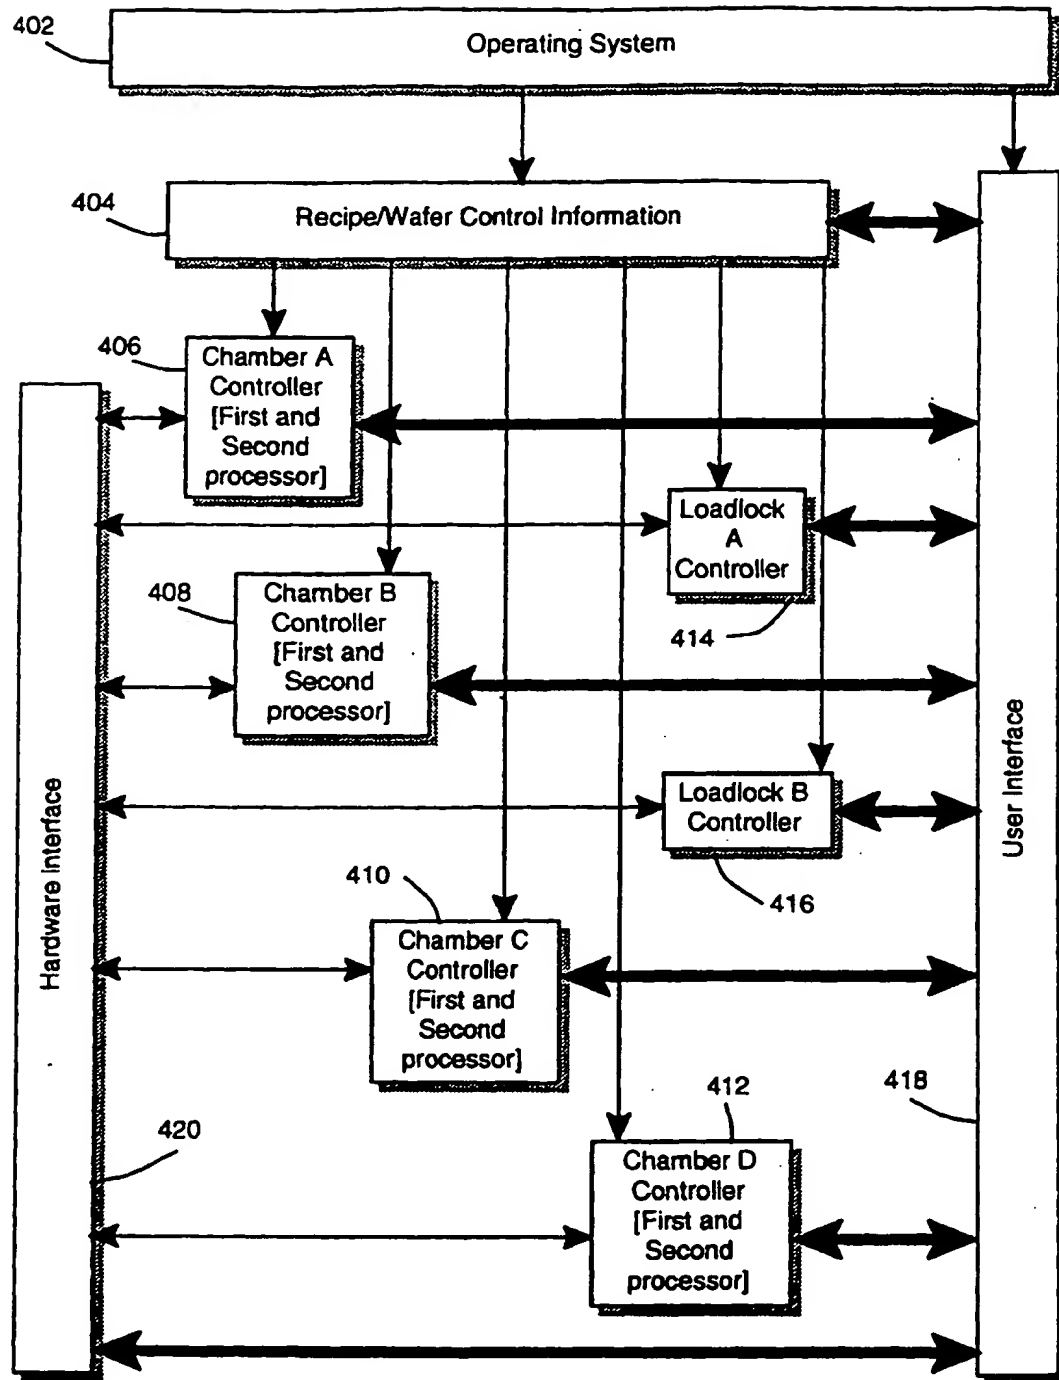 402
Operating System
404
Recipe/Wafer Control Information
406
Chamber A
Controller
[First and
Second
processor]
Loadlock
A
Controller
414
408
Chamber B
Controller
[First and
Second
processor]
Hardware Interface
User Interface
Loadlock B
Controller
416
410
Chamber C
Controller
[First and
Second
processor]
418
412
420
Chamber D
Controller
[First and
Second
processor]